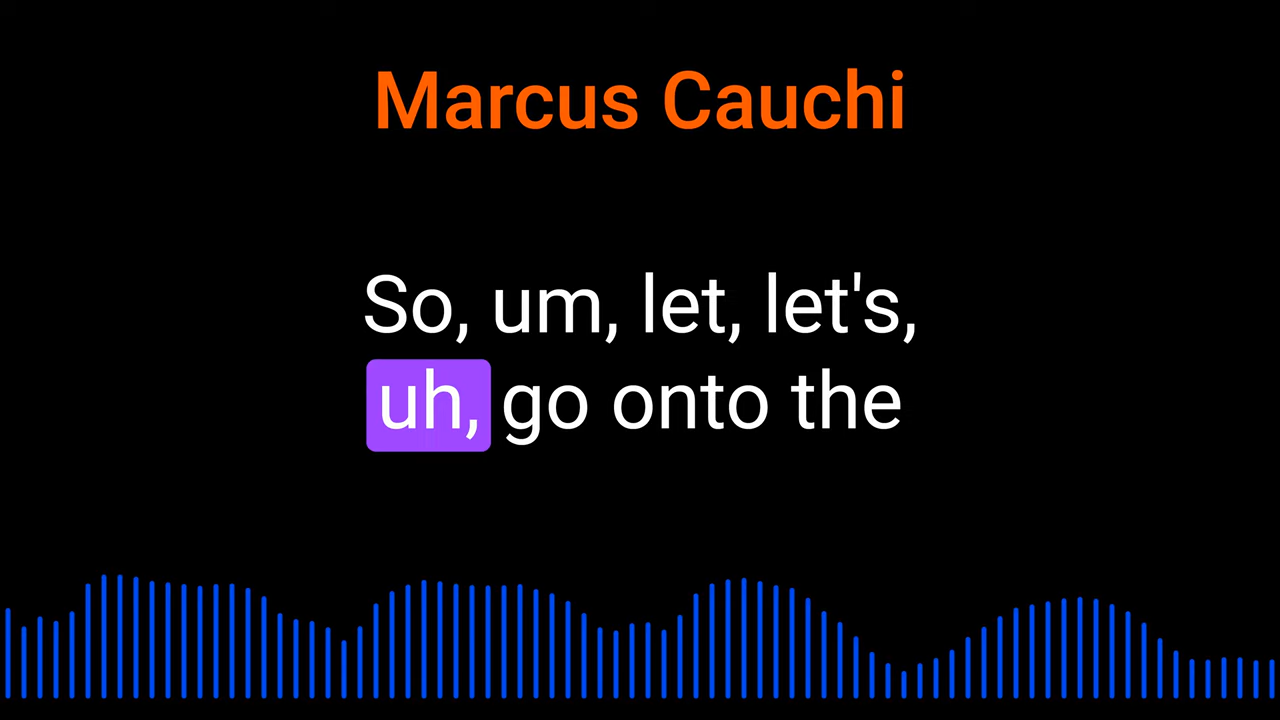 Marcus Cauchi
So, um, let, let's,
uh, go onto the